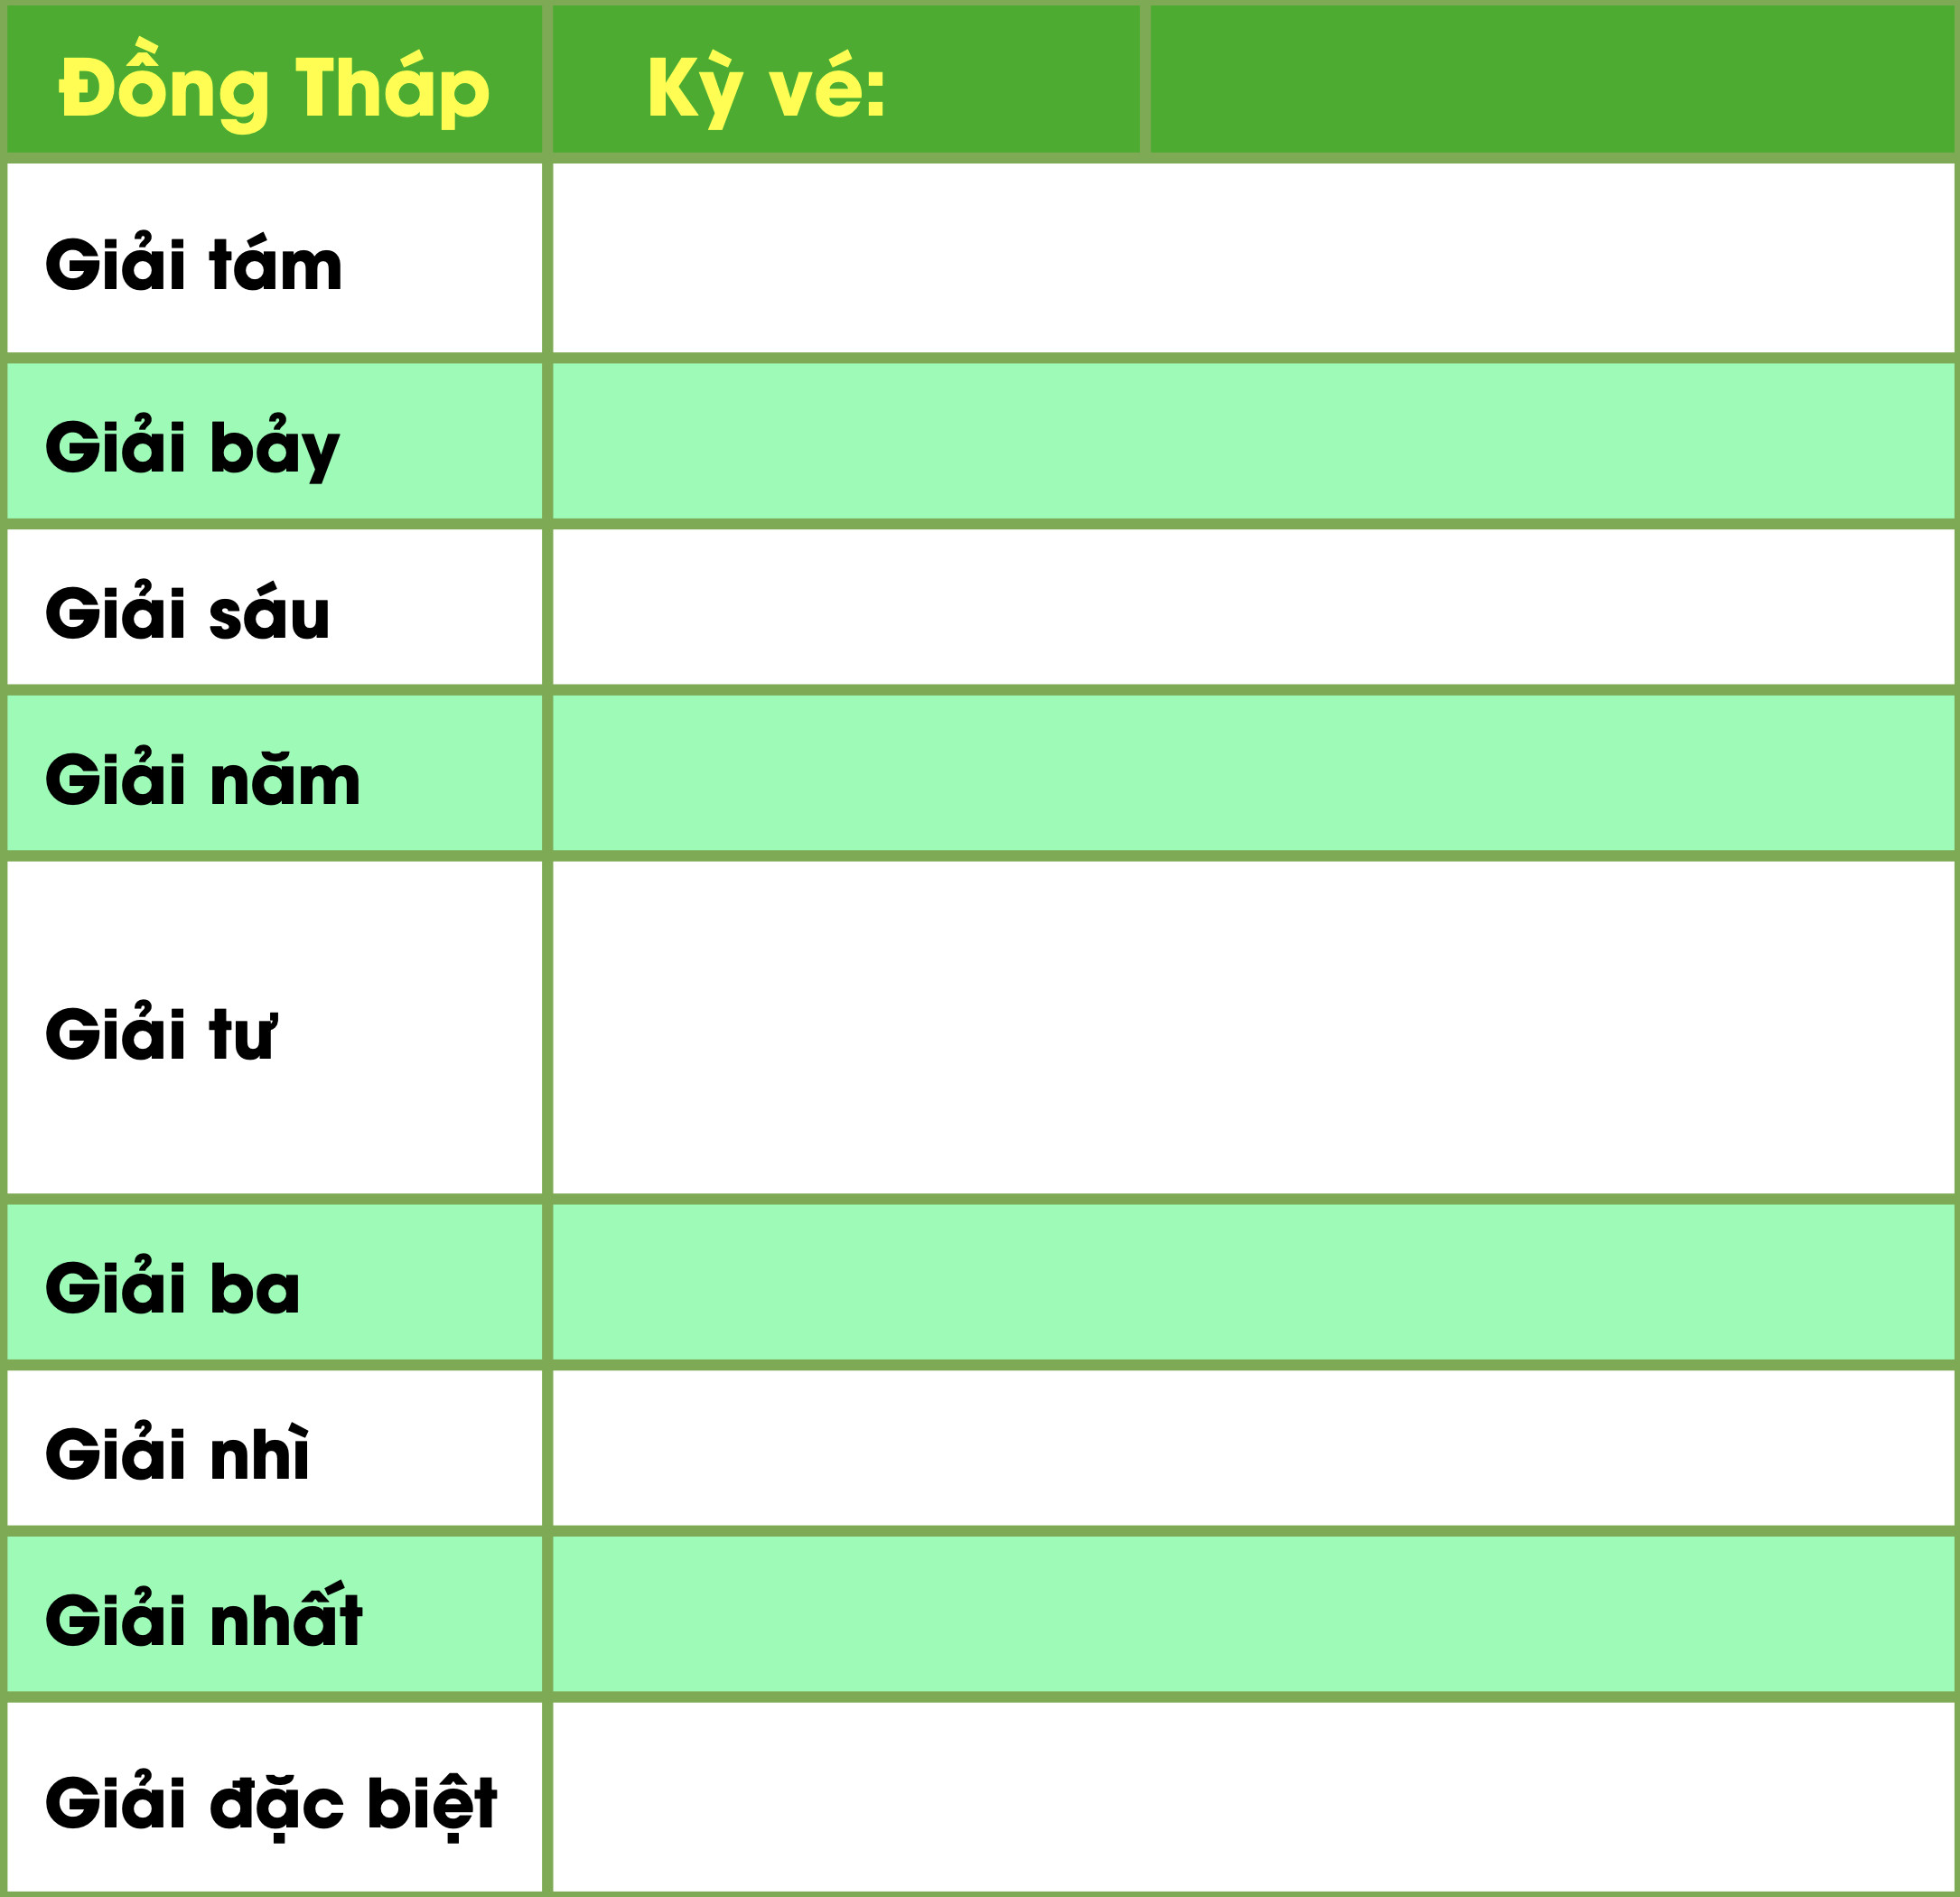 Đồng Tháp Kỳ vé:
Giải tám
Giải bảy
Giải sáu
Giải năm
Giải tư
Giải ba
Giải nhì
Giải nhất
Giải đặc biệt